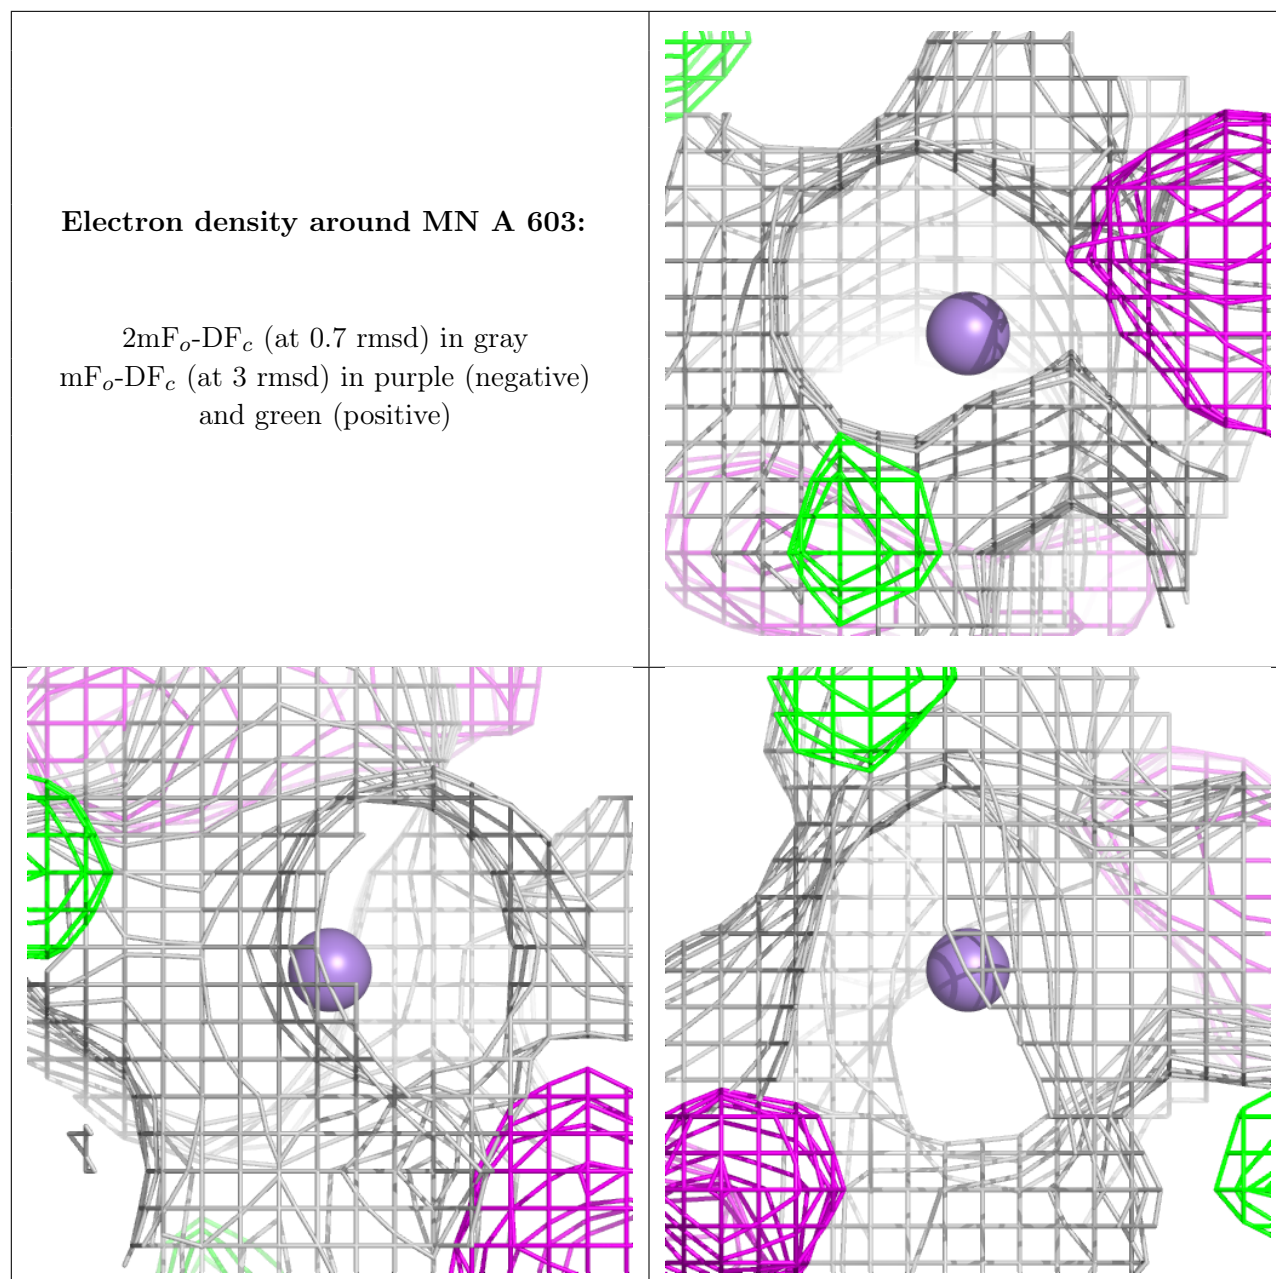 Electron density around MN A 603:
2mFo-DFc (at 0.7 rmsd) in gray
mFo-DFc (at 3 rmsd) in purple (negative)
and green (positive)